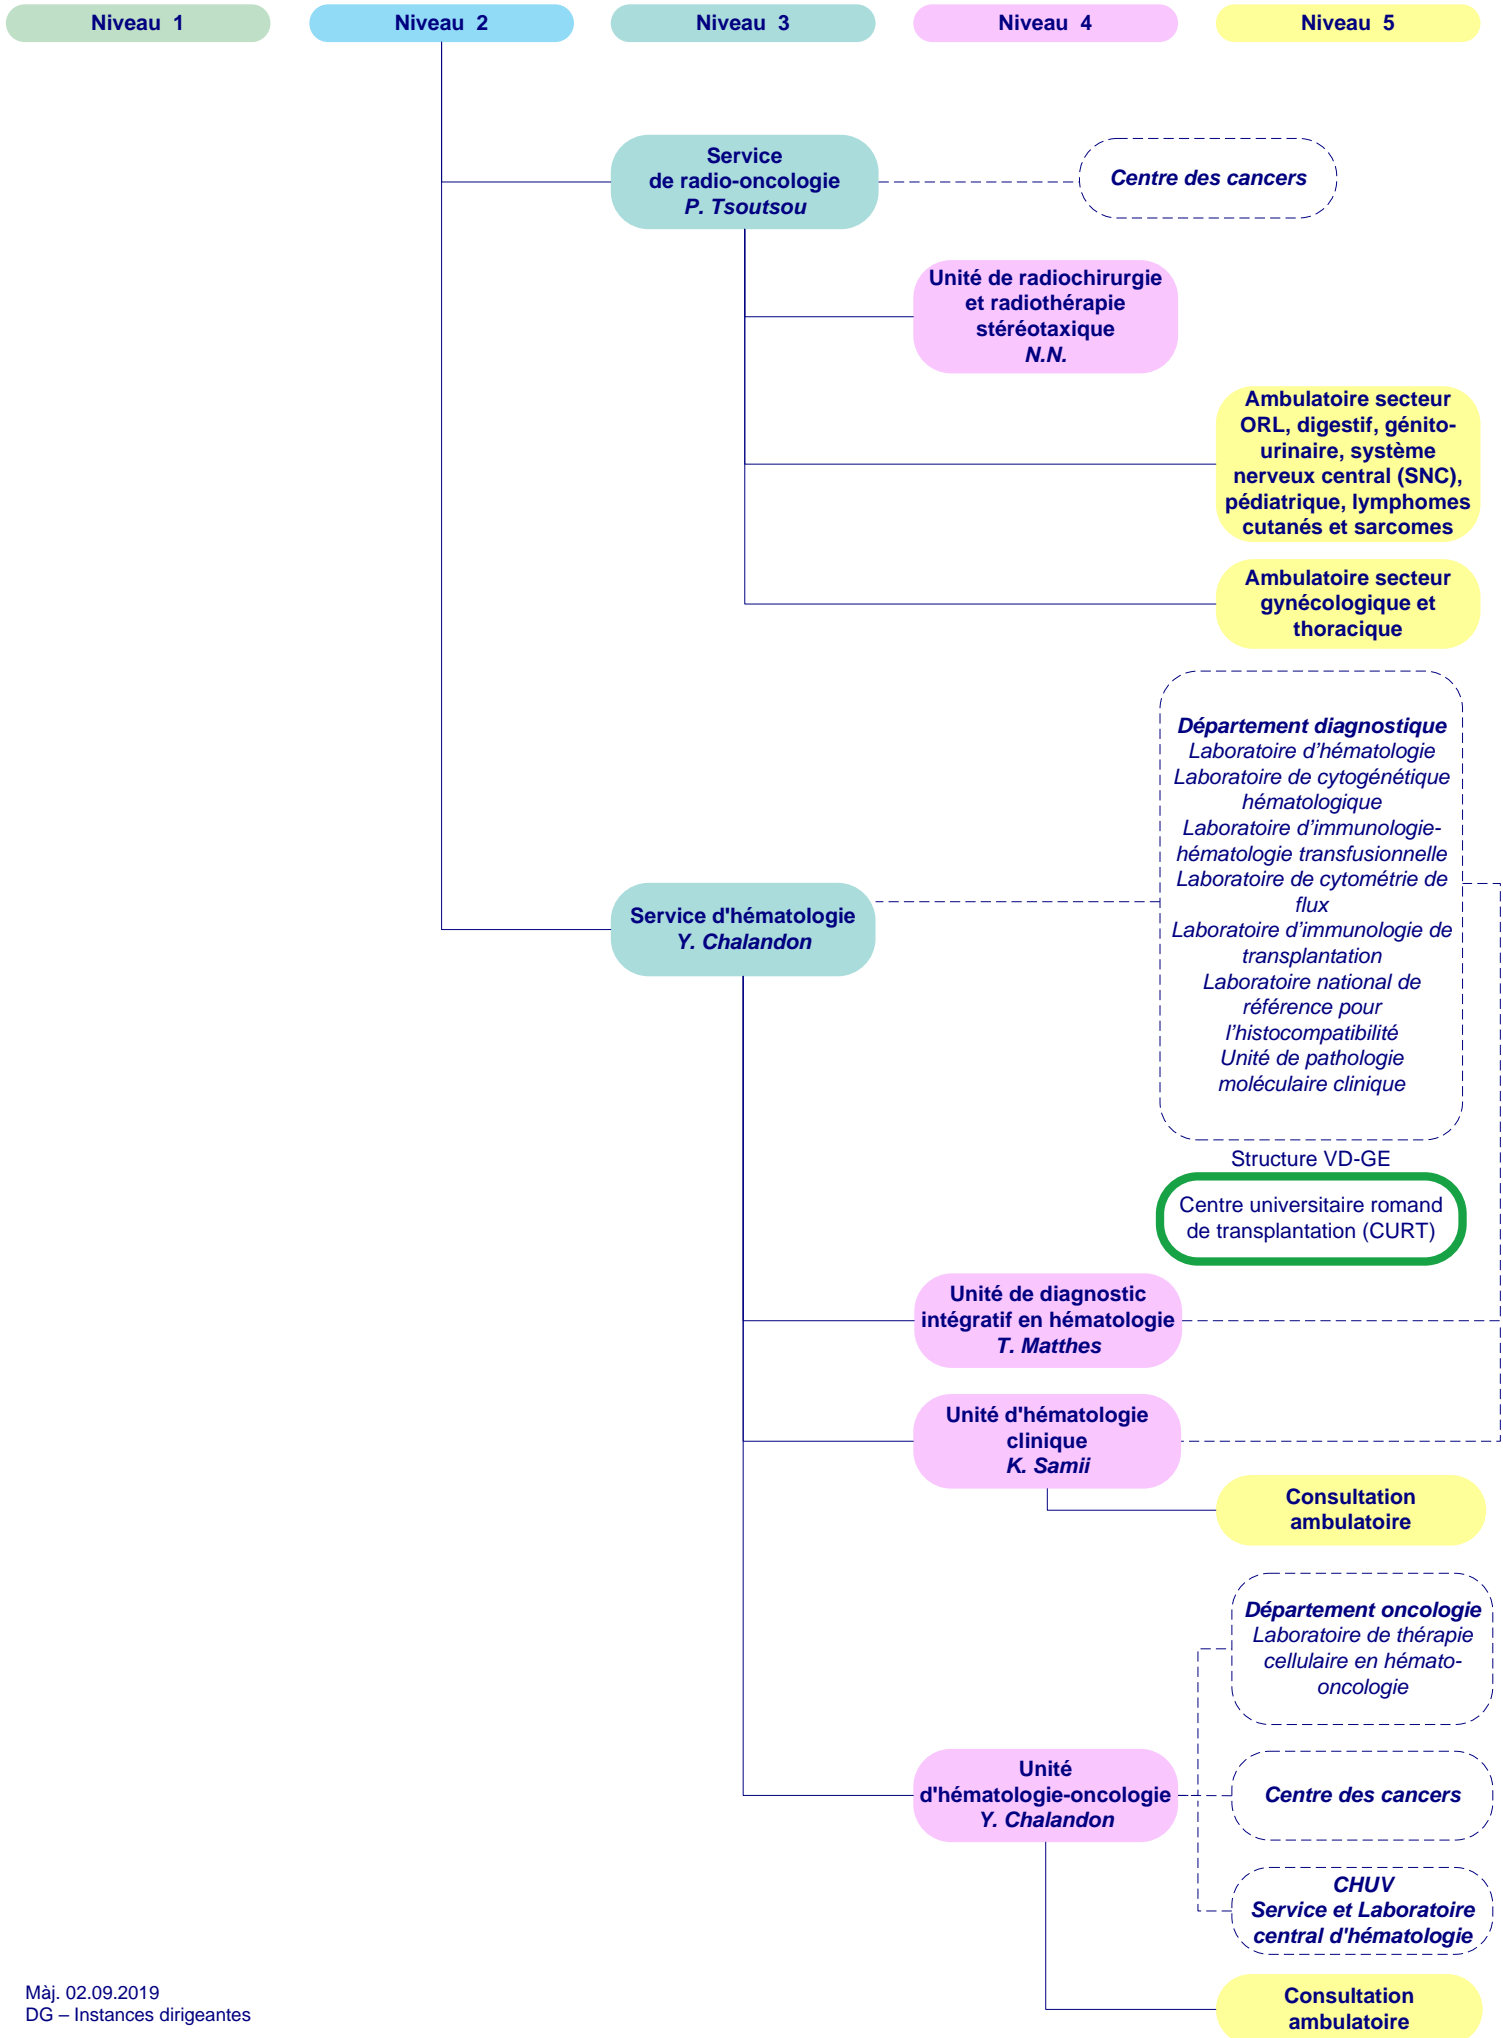 Niveau 1
Niveau 2
Niveau 3
Niveau 4
Niveau 5
Service
de radio-oncologie
P. Tsoutsou
Centre des cancers
Unité de radiochirurgie
et radiothérapie
stéréotaxique
N.N.
Ambulatoire secteur
ORL, digestif, génito-
urinaire, système
nerveux central (SNC),
pédiatrique, lymphomes
cutanés et sarcomes
Ambulatoire secteur
gynécologique et
thoracique
Département diagnostique
Laboratoire d’hématologie
Laboratoire de cytogénétique
hématologique
Laboratoire d’immunologie-
hématologie transfusionnelle
Laboratoire de cytométrie de
flux
Laboratoire d’immunologie de
transplantation
Laboratoire national de
référence pour
l’histocompatibilité
Unité de pathologie
moléculaire clinique
Service d'hématologie
Y. Chalandon
Structure VD-GE
Centre universitaire romand
de transplantation (CURT)
Unité de diagnostic
intégratif en hématologie
T. Matthes
Unité d'hématologie
clinique
K. Samii
Consultation
ambulatoire
Département oncologie
Laboratoire de thérapie
cellulaire en hémato-
oncologie
Unité
d'hématologie-oncologie
Y. Chalandon
Centre des cancers
CHUV
Service et Laboratoire
central d'hématologie
Consultation
ambulatoire
Màj. 02.09.2019
DG – Instances dirigeantes